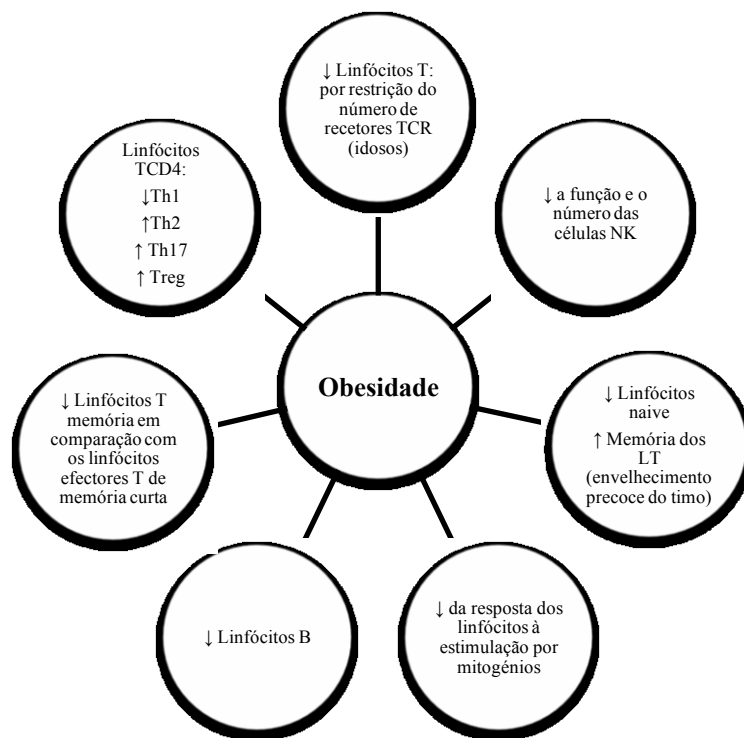 ↓ Linfócitos T:
por restrição do
número de
recetores TCR
(idosos)
↓ a função e o
número das
células NK
↓ Linfócitos
naive
↑ Memória dos
LT
(envelhecimento
precoce do timo)
↓ da resposta dos
linfócitos à
estimulação por
mitogénios
↓ Linfócitos B
↓ Linfócitos T
memória em
comparação com
os linfócitos
efectores T de
memória curta
Linfócitos
TCD4:
↓Th1
↑Th2
↑ Th17
↑ Treg
Obesidade